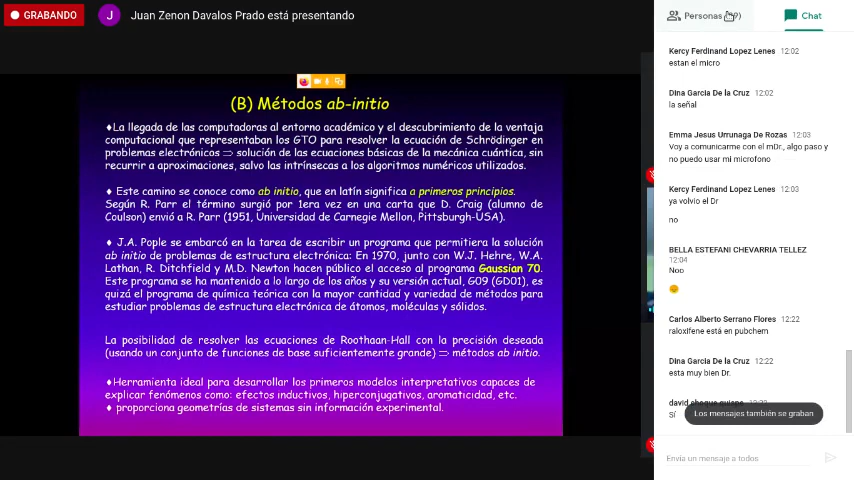 GRABANDO
J
Juan Zenon Davalos Prado está presentando
Personas
Chat
(B) Métodos ab-initio
♦La llegada de las computadoras al entorno académico y el descubrimiento de la ventaja
computacional que representaban los GTO para resolver la ecuación de Schrödinger en
problemas electrónicos ⇒ solución de las ecuaciones básicas de la mecánica cuántica, sin
recurrir a aproximaciones, salvo las intrínsecas a los algoritmos numéricos utilizados.
♦ Este camino se conoce como ab initio, que en latín significa a primeros principios.
Según R. Parr el término surgió por 1era vez en una carta que D. Craig (alumno de
Coulson) envió a R. Parr (1951, Universidad de Carnegie Mellon, Pittsburgh-USA).
♦ J.A. Pople se embarcó en la tarea de escribir un programa que permitiera la solución
ab initio de problemas de estructura electrónica: En 1970, junto con W.J. Hehre, W.A.
Lathan, R. Ditchfield y M.D. Newton hacen público el acceso al programa Gaussian 70.
Este programa se ha mantenido a lo largo de los años y su versión actual, G09 (GD01), es
quizá el programa de química teórica con la mayor cantidad y variedad de métodos para
estudiar problemas de estructura electrónica de átomos, moléculas y sólidos.
La posibilidad de resolver las ecuaciones de Roothaan-Hall con la precisión deseada
(usando un conjunto de funciones de base suficientemente grande) ⇒ métodos ab initio.
♦Herramienta ideal para desarrollar los primeros modelos interpretativos capaces de
explicar fenómenos como: efectos inductivos, hiperconjugativos, aromaticidad, etc.
♦ proporciona geometrías de sistemas sin información experimental.
Kercy Ferdinand Lopez Lenes 12:02
estan el micro
Dina Garcia De la Cruz 12:02
la señal
Emma Jesus Urrunaga De Rozas 12:03
Voy a comunicarme con el mDr., algo paso y
no puedo usar mi microfono
Kercy Ferdinand Lopez Lenes 12:03
ya volvio el Dr
no
BELLA ESTEFANI CHEVARRIA TELLEZ
12:04
Noo
Carlos Alberto Serrano Flores 12:22
raloxifene está en pubchem
Dina Garcia De la Cruz 12:22
esta muy bien Dr.
david
Sí
Los mensajes también se graban
Envía un mensaje a todos